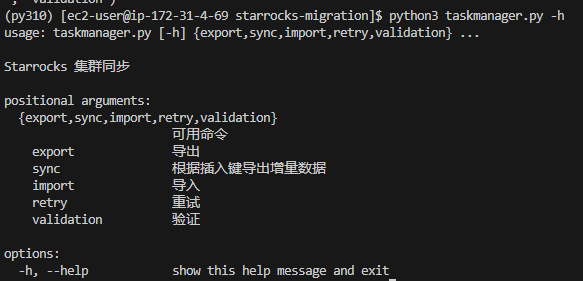 , validation )
(py310) [ec2-user@ip-172-31-4-69 starrocks-migration]$ python3 taskmanager.py -h
usage: taskmanager.py [-h] {export,sync,import,retry,validation} ...
Starrocks 集群同步
positional arguments:
{export,sync,import,retry,validation}
可用命令
export 导出
sync 根据插入键导出增量数据
import 导入
retry 重试
validation 验证
options:
-h, --help show this help message and exit